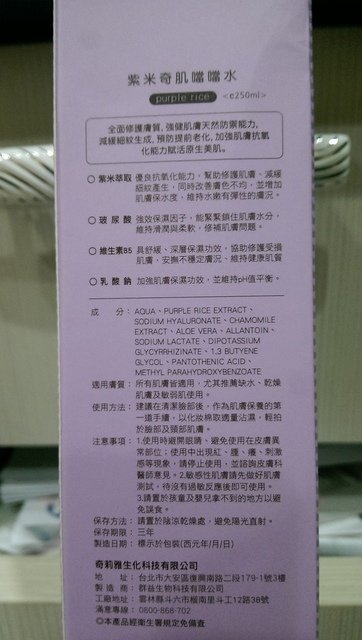 紫米奇肌噹噹水
purple rice <e250ml>
全面修護膚質, 強健肌膚天然防禦能力,
減緩細紋生成, 預防提前老化, 加強肌膚抗氧
化能力賦活原生美肌。
○ 紫米萃取 優良抗氧化能力, 幫助修護肌膚、減緩
細紋產生, 同時改善膚色不均, 並增加
肌膚保水度, 維持水嫩有彈性的膚況。
○ 玻 尿 酸 強效保濕因子, 能緊緊鎖住肌膚水分,
維持滑潤與柔軟, 修補肌膚問題。
○ 維生素B5 具舒緩、深層保濕功效, 協助修護受損
肌膚, 安撫不穩定膚況、維持健康肌質
○ 乳 酸 鈉 加強肌膚保濕功效, 並維持pH值平衡。
成 分: AQUA、PURPLE RICE EXTRACT、
SODIUM HYALURONATE、CHAMOMILE
EXTRACT、ALOE VERA、ALLANTOIN、
SODIUM LACTATE、DIPOTASSIUM
GLYCYRRHIZINATE、1.3 BUTYENE
GLYCOL、PANTOTHENIC ACID、
METHYL PARAHYDROXYBENZOATE
適用膚質: 所有肌膚皆適用, 尤其推薦缺水、乾燥
肌膚及敏弱肌使用。
使用方法: 建議在清潔臉部後, 作為肌膚保養的第
一道手續, 以化妝棉取適量沾濕, 輕拍
於臉部及頸部肌膚。
注意事項: 1.使用時避開眼睛、避免使用在皮膚異
常部位; 使用中出現紅、腫、癢、刺激
感等現象, 請停止使用, 並諮詢皮膚科
醫師意見。2.敏感性肌膚請先做好肌膚
測試, 待沒有過敏反應後即可使用。
3.請置於孩童及嬰兒拿不到的地方以避
免誤食。
保存方法: 請置於陰涼乾燥處, 避免陽光直射。
保存期限: 三年
製造日期: 標示於包裝(西元年/月/日)
奇莉雅生化科技有限公司
地 址: 台北市大安區復興南路二段179-1號3樓
製 造 商: 群益生物科技有限公司
工廠地址: 雲林縣斗六市榴南里斗工12路38號
滿意專線: 0800-868-702
◎本產品經衛生署規定免備查